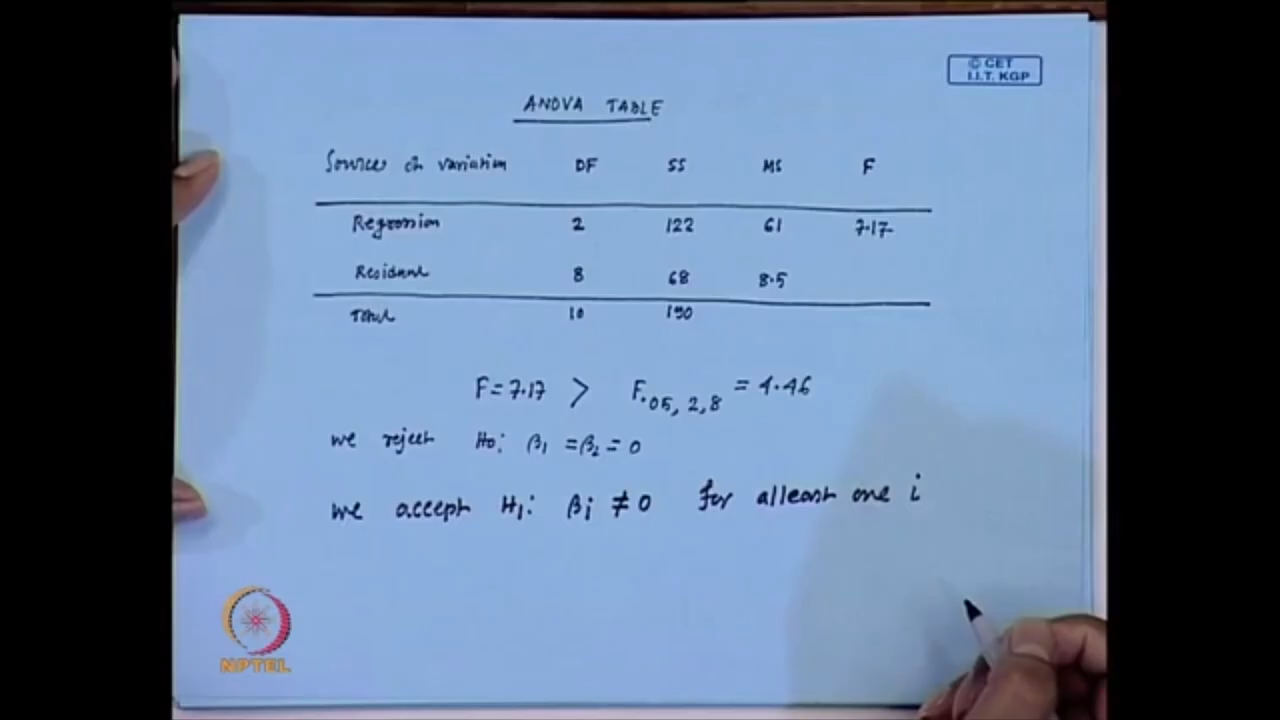 © CET
I.I.T. KGP
ANOVA TABLE
Source of variation DF SS MS F
Regression 2 122 61 7.17
Residual 8 68 8.5
Total 10 190
F = 7.17 > F.05, 2, 8 = 4.46
we reject H0: β1 = β2 = 0
we accept H1: βi ≠ 0 for atleast one i
NPTEL